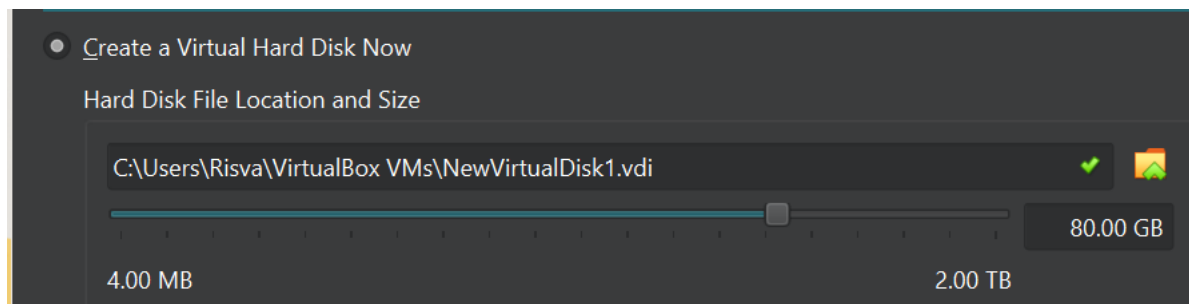 Create a Virtual Hard Disk Now
Hard Disk File Location and Size
C:\Users\Risva\VirtualBox VMs\NewVirtualDisk1.vdi
80.00 GB
4.00 MB 2.00 TB